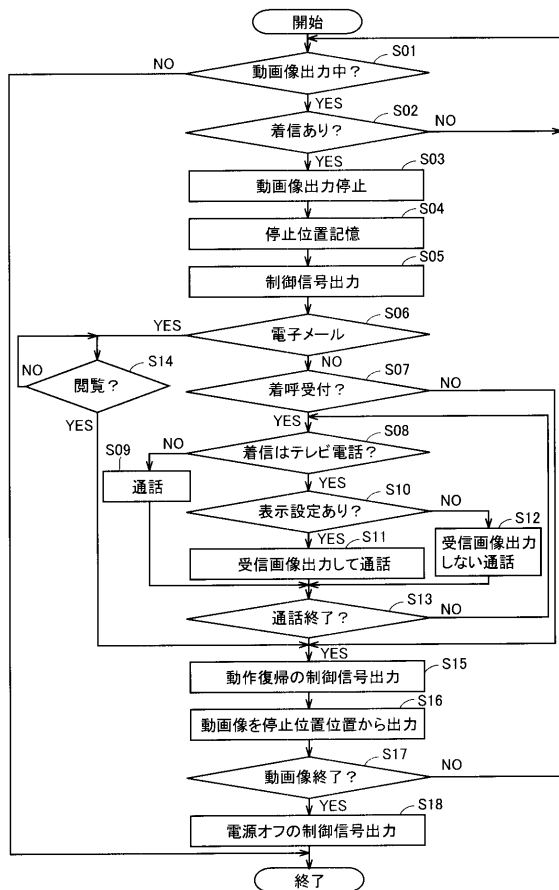 開始
S01
動画像出力中？
NO
YES
S02
着信あり？
NO
YES
S03
動画像出力停止
S04
停止位置記憶
S05
制御信号出力
S06
電子メール
YES
NO
S14
閲覧？
NO
YES
S07
着呼受付？
NO
YES
S08
着信はテレビ電話？
NO
YES
S09
通話
S10
表示設定あり？
NO
YES
S11
受信画像出力して通話
S12
受信画像出力
しない通話
S13
通話終了？
NO
YES
S15
動作復帰の制御信号出力
S16
動画像を停止位置位置から出力
S17
動画像終了？
NO
YES
S18
電源オフの制御信号出力
終了